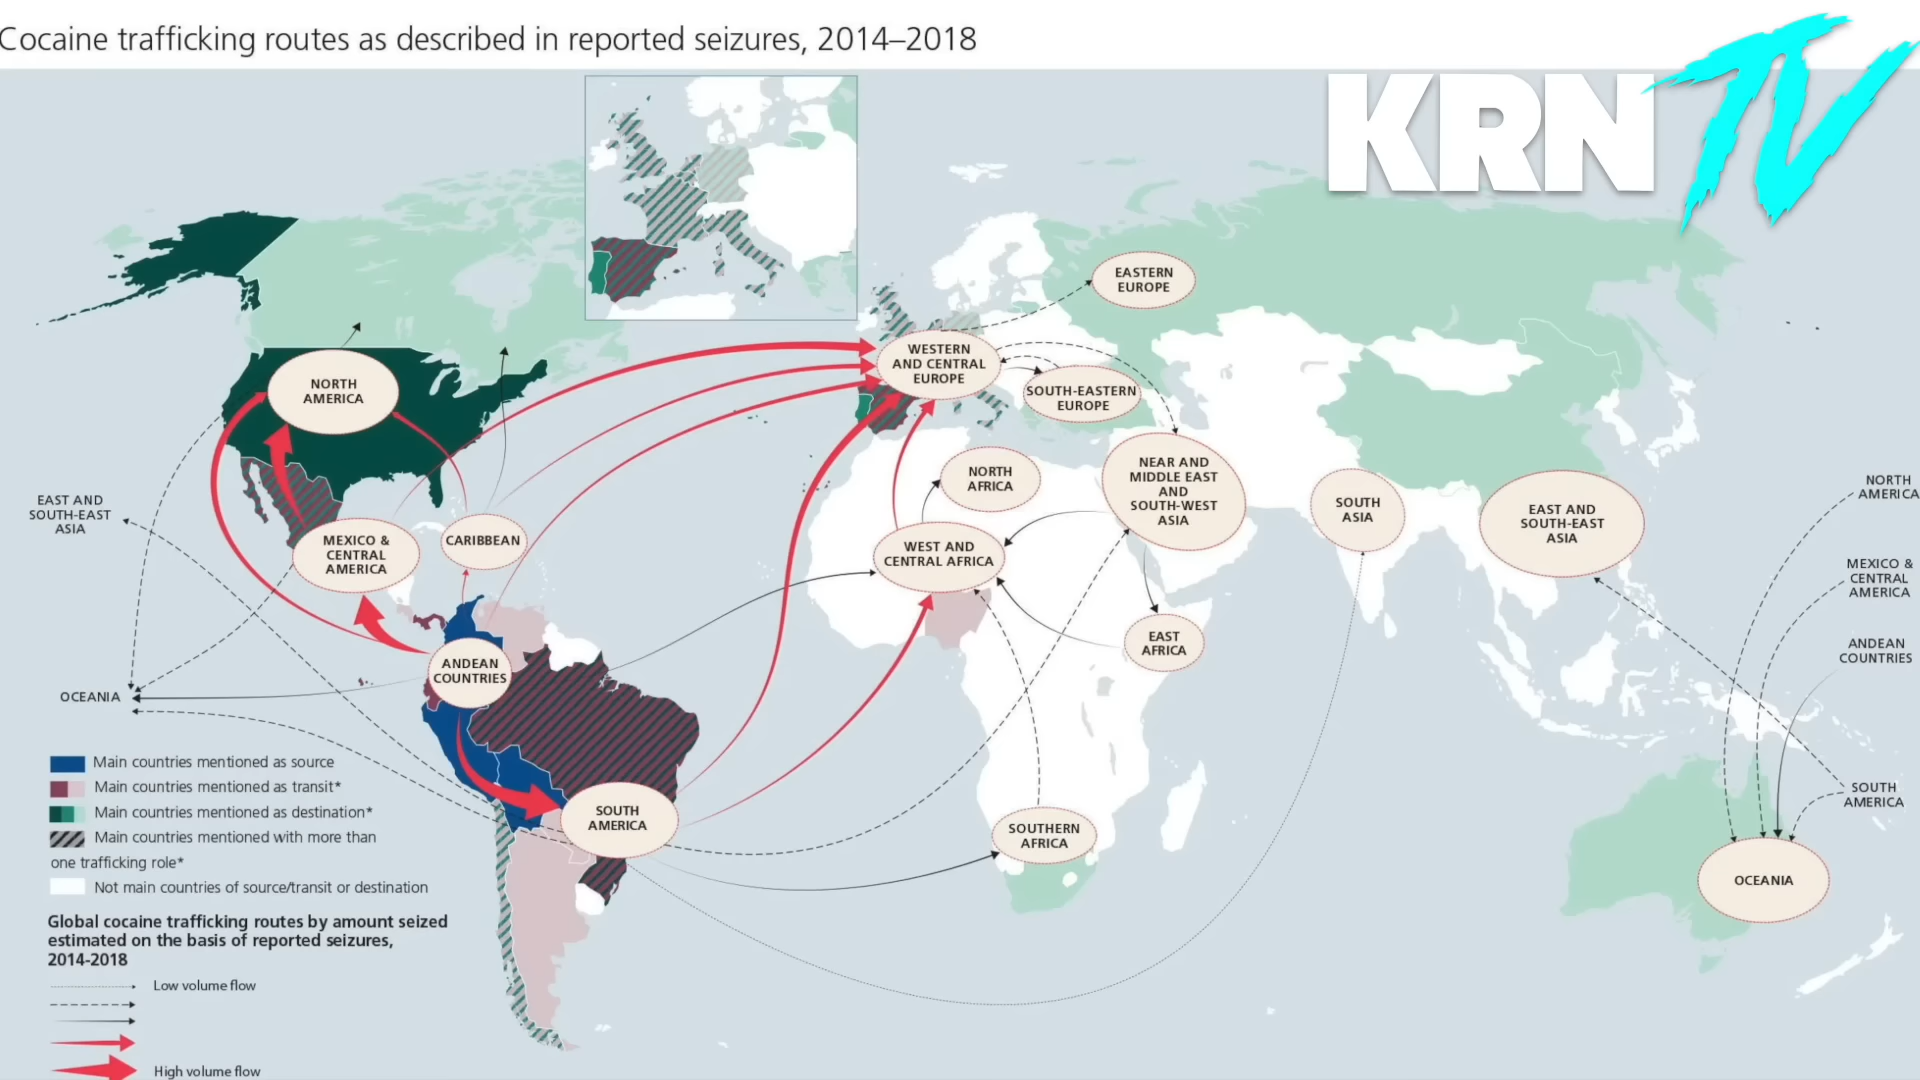 Cocaine trafficking routes as described in reported seizures, 2014–2018
KRN TV
EASTERN
EUROPE
WESTERN
AND CENTRAL
EUROPE
NORTH
AMERICA
SOUTH-EASTERN
EUROPE
NEAR AND
MIDDLE EAST
AND
SOUTH-WEST
ASIA
NORTH
AFRICA
SOUTH
ASIA
EAST AND
SOUTH-EAST
ASIA
NORTH
AMERICA
EAST AND
SOUTH-EAST
ASIA
MEXICO &
CENTRAL
AMERICA
CARIBBEAN
WEST AND
CENTRAL AFRICA
MEXICO &
CENTRAL
AMERICA
EAST
AFRICA
ANDEAN
COUNTRIES
ANDEAN
COUNTRIES
OCEANIA
SOUTH
AMERICA
SOUTHERN
AFRICA
SOUTH
AMERICA
OCEANIA
Main countries mentioned as source
Main countries mentioned as transit*
Main countries mentioned as destination*
Main countries mentioned with more than
one trafficking role*
Not main countries of source/transit or destination
Global cocaine trafficking routes by amount seized
estimated on the basis of reported seizures,
2014-2018
Low volume flow
High volume flow